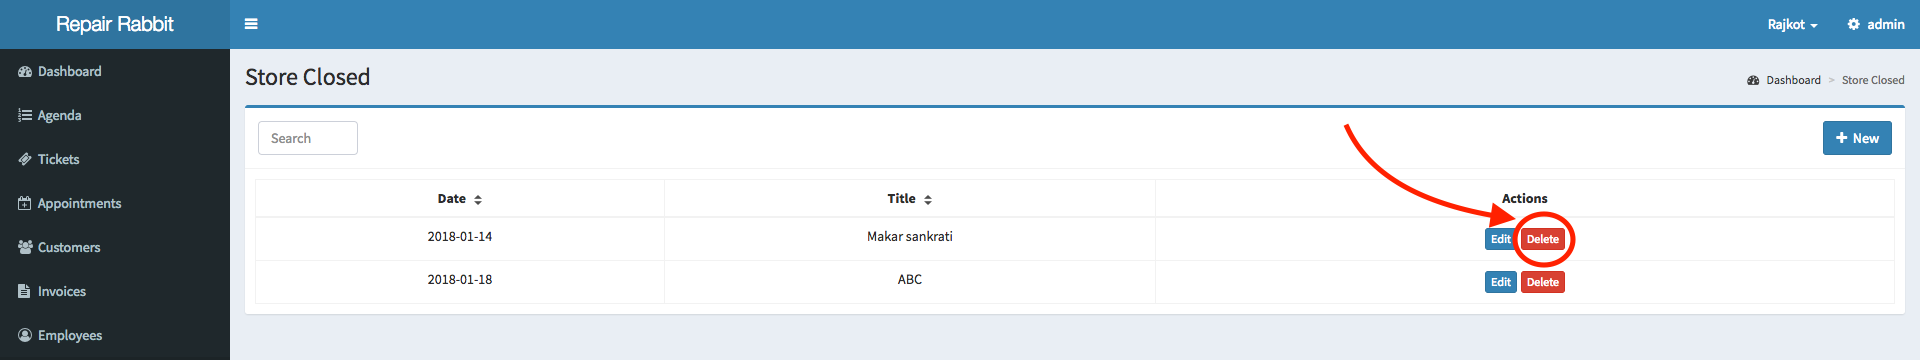 Repair Rabbit
Rajkot admin
Dashboard
Agenda
Tickets
Appointments
Customers
Invoices
Employees
Store Closed
Dashboard > Store Closed
Search
+ New
Date Title Actions
2018-01-14 Makar sankrati Edit Delete
2018-01-18 ABC Edit Delete